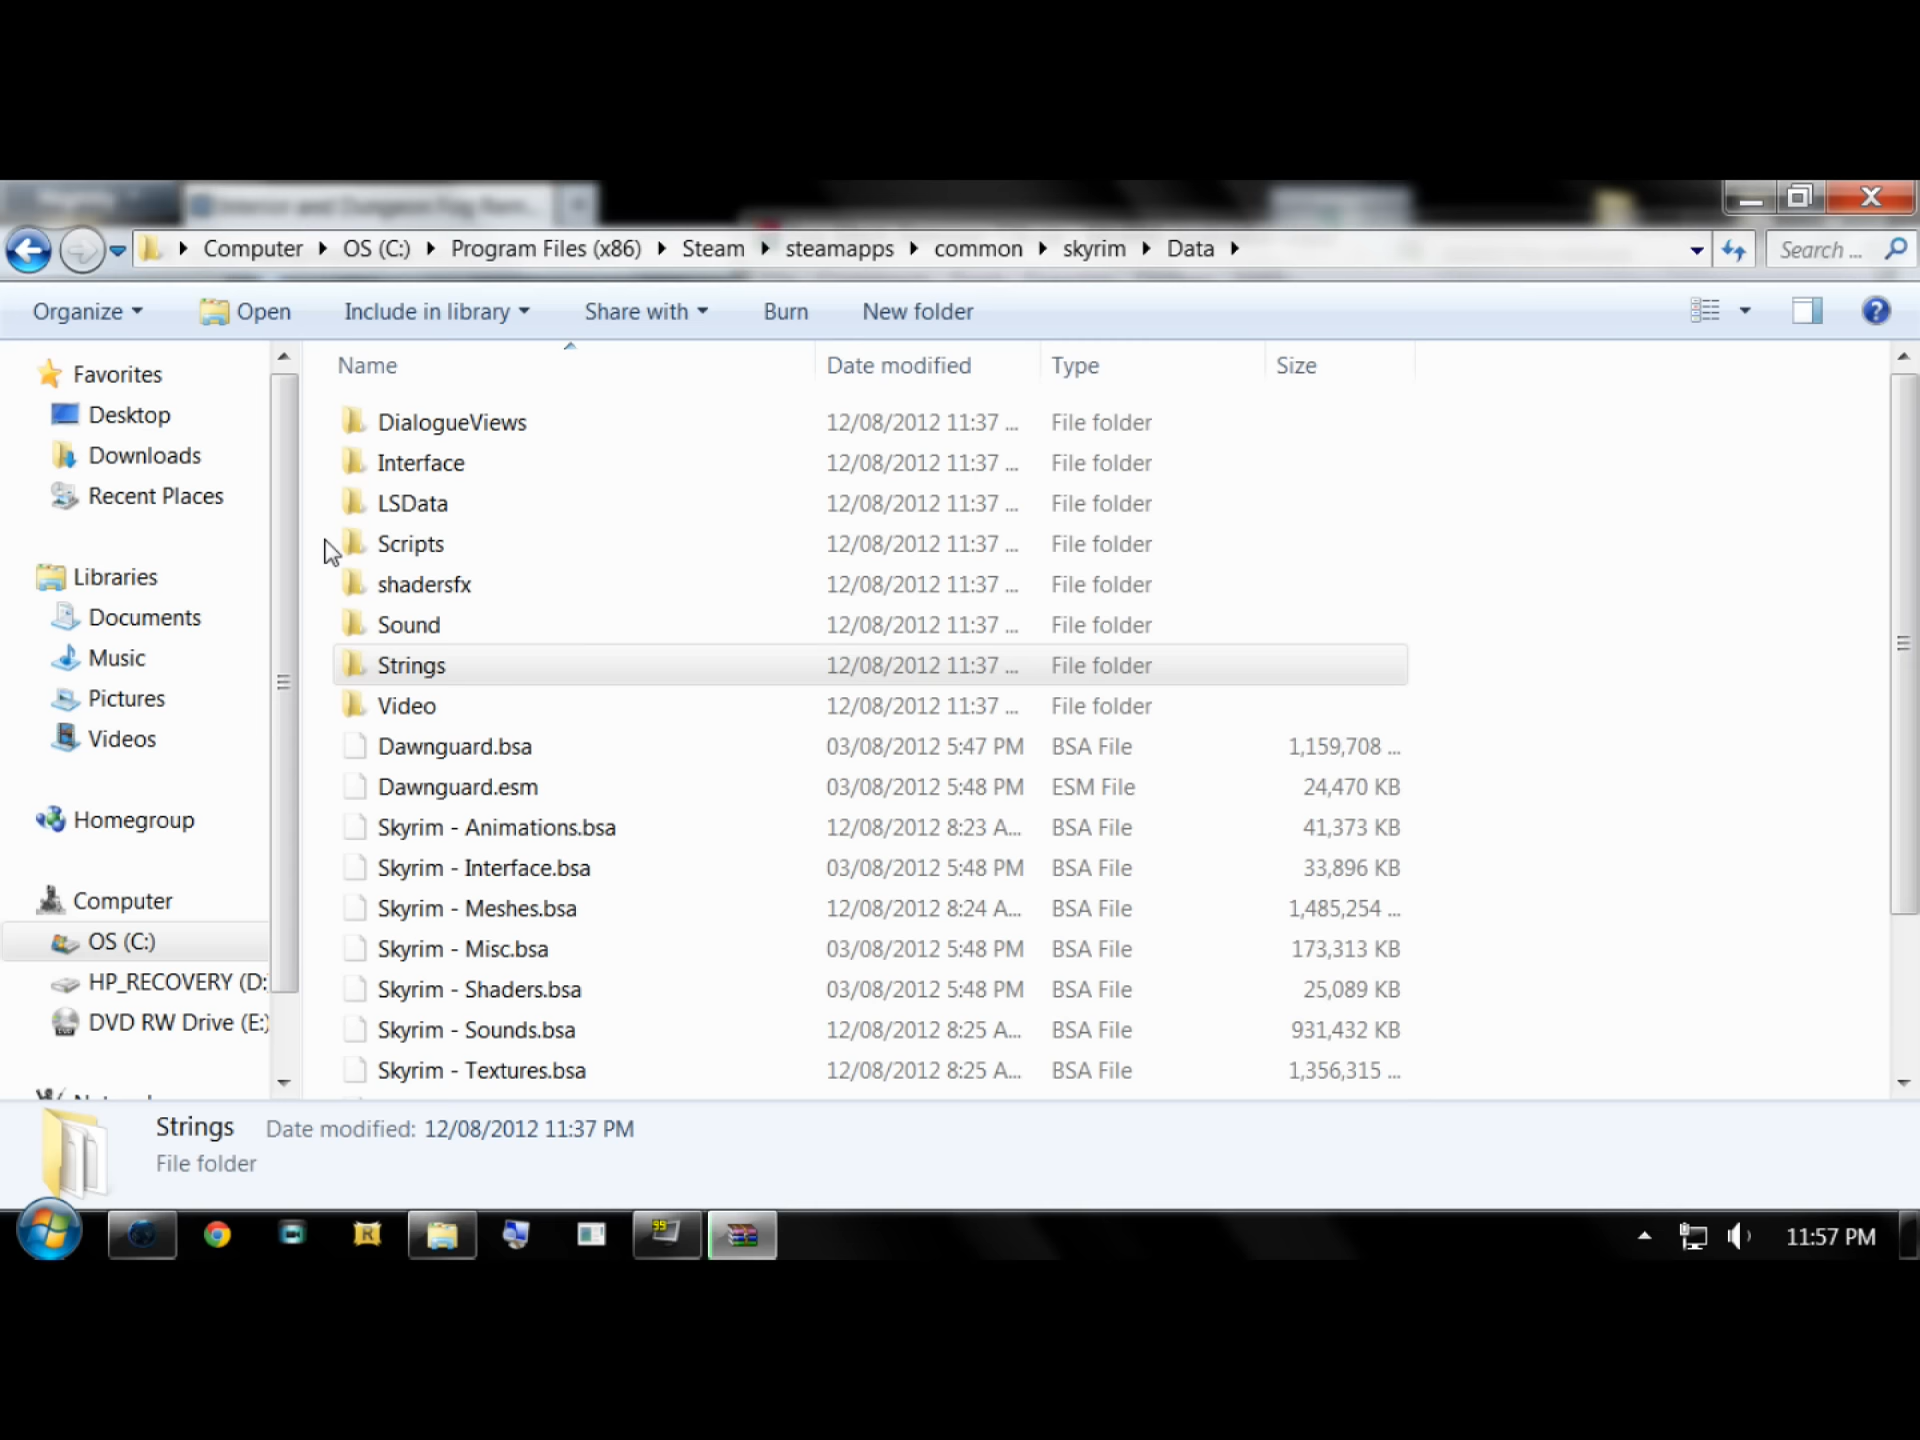 Computer OS (C:) Program Files (x86) Steam steamapps common skyrim Data Search ...
Organize Open Include in library Share with Burn New folder
Name Date modified Type Size
Favorites
Desktop
Downloads
Recent Places
Libraries
Documents
Music
Pictures
Videos
Homegroup
Computer
OS (C:)
HP_RECOVERY (D:
DVD RW Drive (E:)
DialogueViews 12/08/2012 11:37 ... File folder
Interface 12/08/2012 11:37 ... File folder
LSData 12/08/2012 11:37 ... File folder
Scripts 12/08/2012 11:37 ... File folder
shadersfx 12/08/2012 11:37 ... File folder
Sound 12/08/2012 11:37 ... File folder
Strings 12/08/2012 11:37 ... File folder
Video 12/08/2012 11:37 ... File folder
Dawnguard.bsa 03/08/2012 5:47 PM BSA File 1,159,708 ...
Dawnguard.esm 03/08/2012 5:48 PM ESM File 24,470 KB
Skyrim - Animations.bsa 12/08/2012 8:23 A... BSA File 41,373 KB
Skyrim - Interface.bsa 03/08/2012 5:48 PM BSA File 33,896 KB
Skyrim - Meshes.bsa 12/08/2012 8:24 A... BSA File 1,485,254 ...
Skyrim - Misc.bsa 03/08/2012 5:48 PM BSA File 173,313 KB
Skyrim - Shaders.bsa 03/08/2012 5:48 PM BSA File 25,089 KB
Skyrim - Sounds.bsa 12/08/2012 8:25 A... BSA File 931,432 KB
Skyrim - Textures.bsa 12/08/2012 8:25 A... BSA File 1,356,315 ...
Strings Date modified: 12/08/2012 11:37 PM
File folder
99
R
11:57 PM